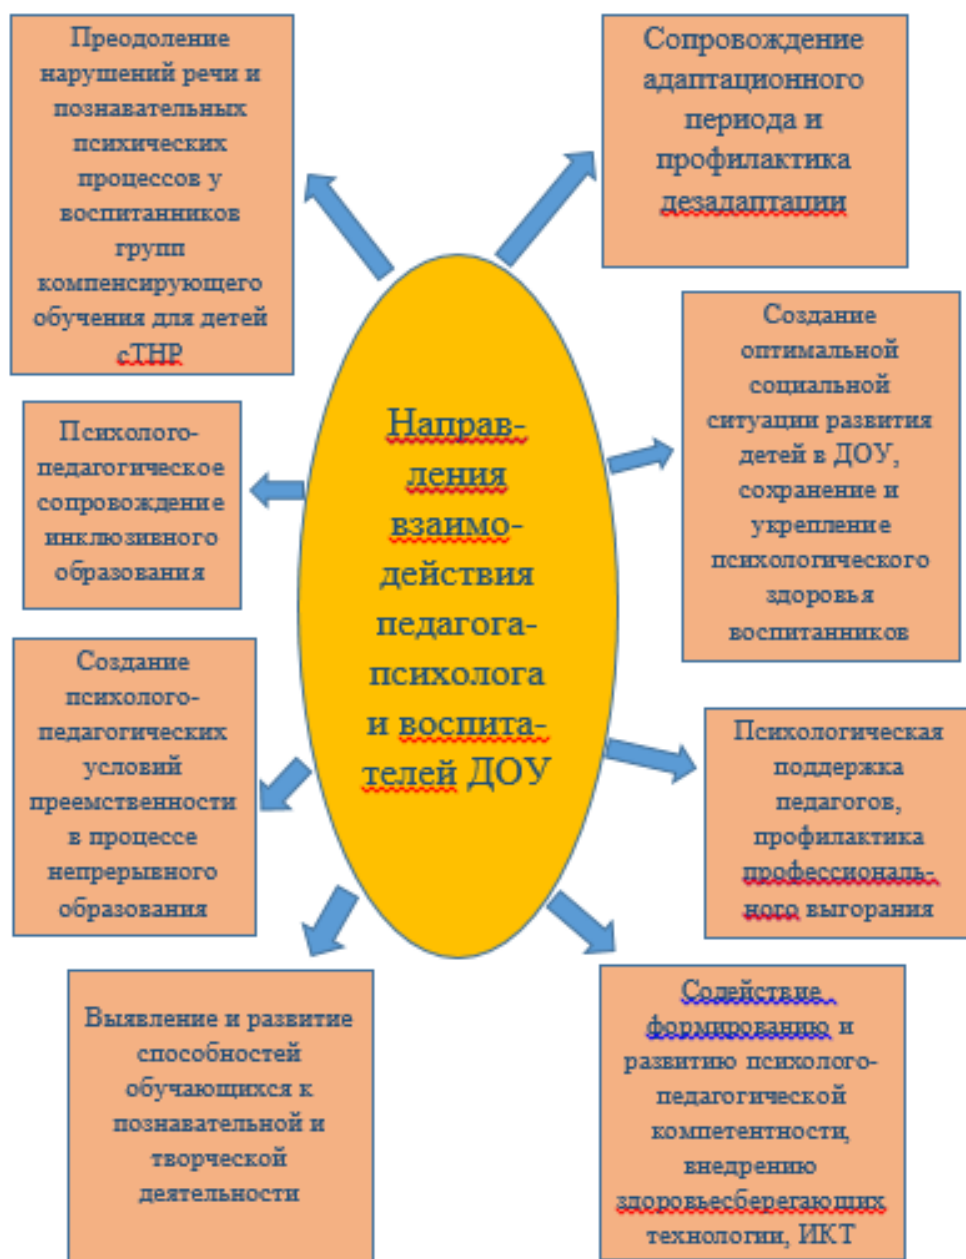 Преодоление
нарушений речи и
познавательных
психических
процессов у
воспитанников
групп
компенсирующего
обучения для детей
сТНР
Сопровождение
адаптационного
периода и
профилактика
дезадаптации
Психолого-
педагогическое
сопровождение
инклюзивного
образования
Направ-
ления
взаимо-
действия
педагога-
психолога
и воспита-
телей ДОУ
Создание
оптимальной
социальной
ситуации развития
детей в ДОУ,
сохранение и
укрепление
психологического
здоровья
воспитанников
Создание
психолого-
педагогических
условий
преемственности
в процессе
непрерывного
образования
Психологическая
поддержка
педагогов,
профилактика
профессиональ-
ного выгорания
Выявление и развитие
способностей
обучающихся к
познавательной и
творческой
деятельности
Содействие
формированию и
развитию психолого-
педагогической
компетентности,
внедрению
здоровьесберегающих
технологии, ИКТ